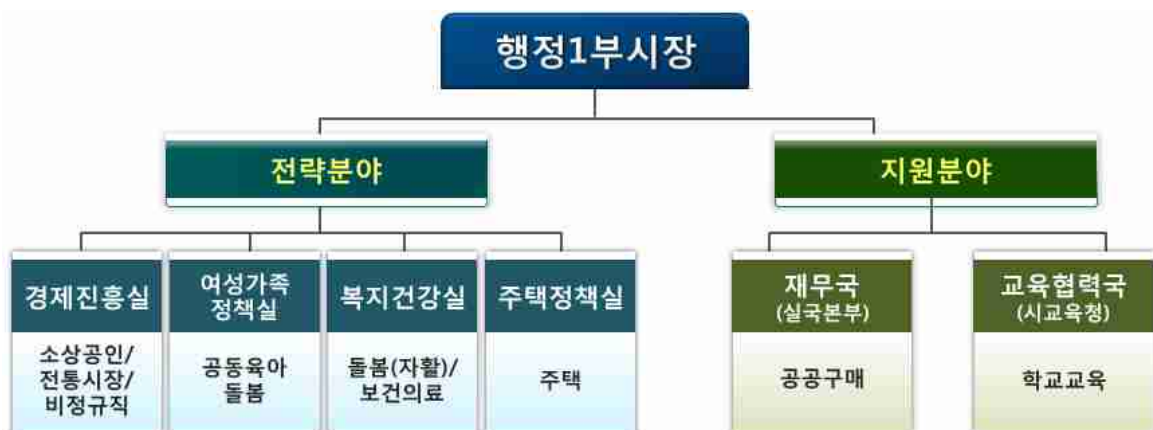 행정1부시장
전략분야
지원분야
경제진흥실
여성가족
정책실
복지건강실
주택정책실
재무국
(실국본부)
교육협력국
(시교육청)
소상공인/
전통시장/
비정규직
공동육아
돌봄
돌봄(자활)/
보건의료
주택
공공구매
학교교육